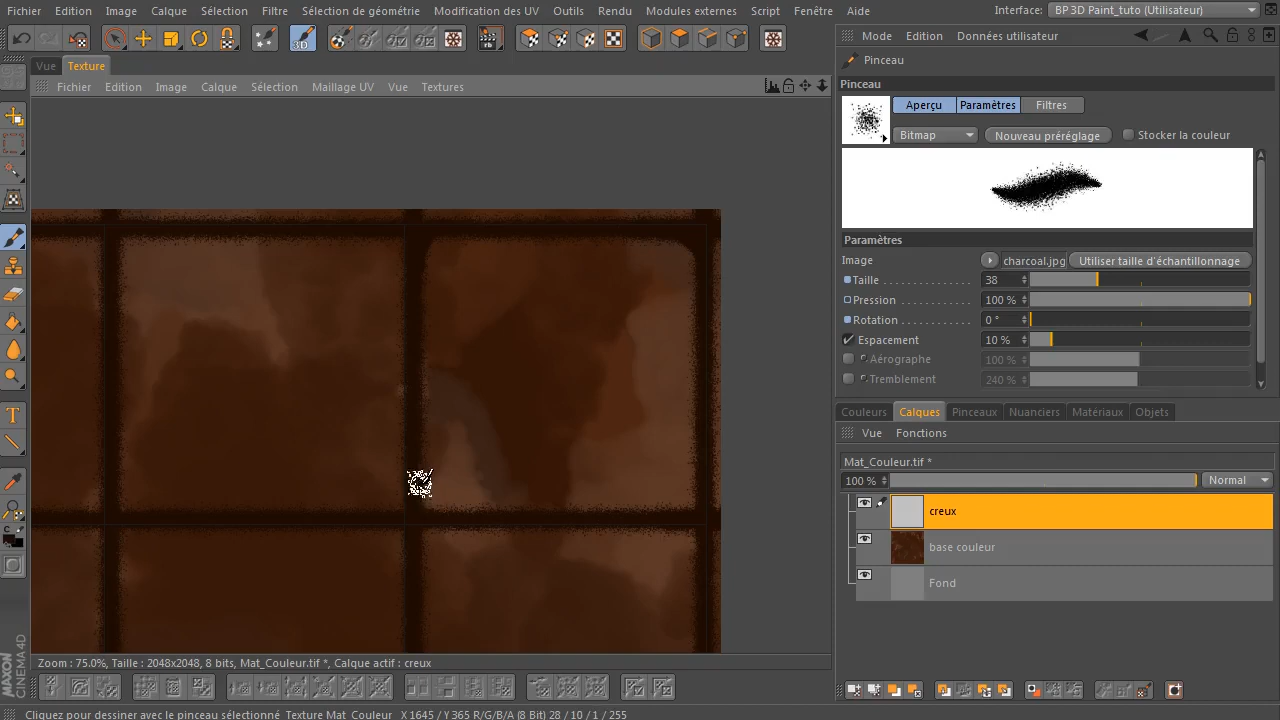 Fichier Edition Image Calque Sélection Filtre Sélection de géométrie Modification des UV Outils Rendu Modules externes Script Fenêtre Aide Interface: BP 3D Paint_tuto (Utilisateur)
3D
Mode Edition Données utilisateur
Vue Texture
Pinceau
Fichier Edition Image Calque Sélection Maillage UV Vue Textures
Pinceau
Aperçu Paramètres Filtres
Bitmap Nouveau préréglage Stocker la couleur
Paramètres
Image charcoal.jpg Utiliser taille d'échantillonnage
Taille 38
Pression 100 %
Rotation 0 °
Espacement 10 %
Aérographe 100 %
Tremblement 240 %
Couleurs Calques Pinceaux Nuanciers Matériaux Objets
Vue Fonctions
Mat_Couleur.tif *
100 % Normal
creux
base couleur
Fond
T
C
MAXON
CINEMA 4D
Zoom : 75.0%, Taille : 2048x2048, 8 bits, Mat_Couleur.tif *, Calque actif : creux
Cliquez pour dessiner avec le pinceau sélectionné Texture Mat_Couleur X 1645 / Y 365 R/G/B/A (8 Bit) 28 / 10 / 1 / 255